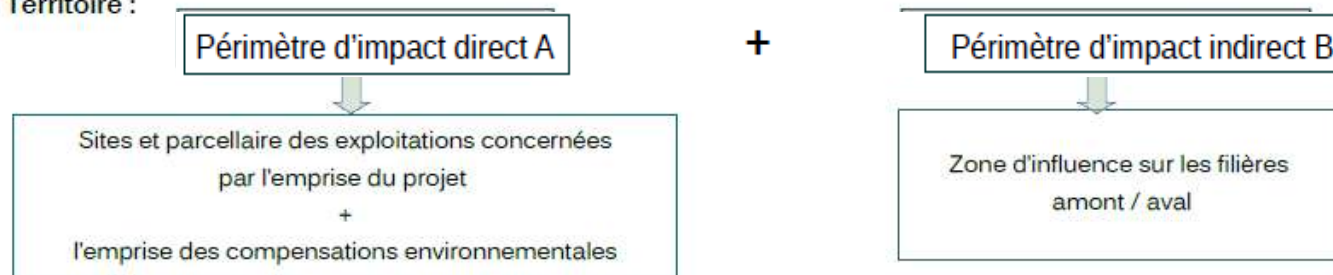 Territoire :
Périmètre d'impact direct A
+
Périmètre d'impact indirect B
Sites et parcellaire des exploitations concernées
par l'emprise du projet
+
l'emprise des compensations environnementales
Zone d'influence sur les filières
amont / aval